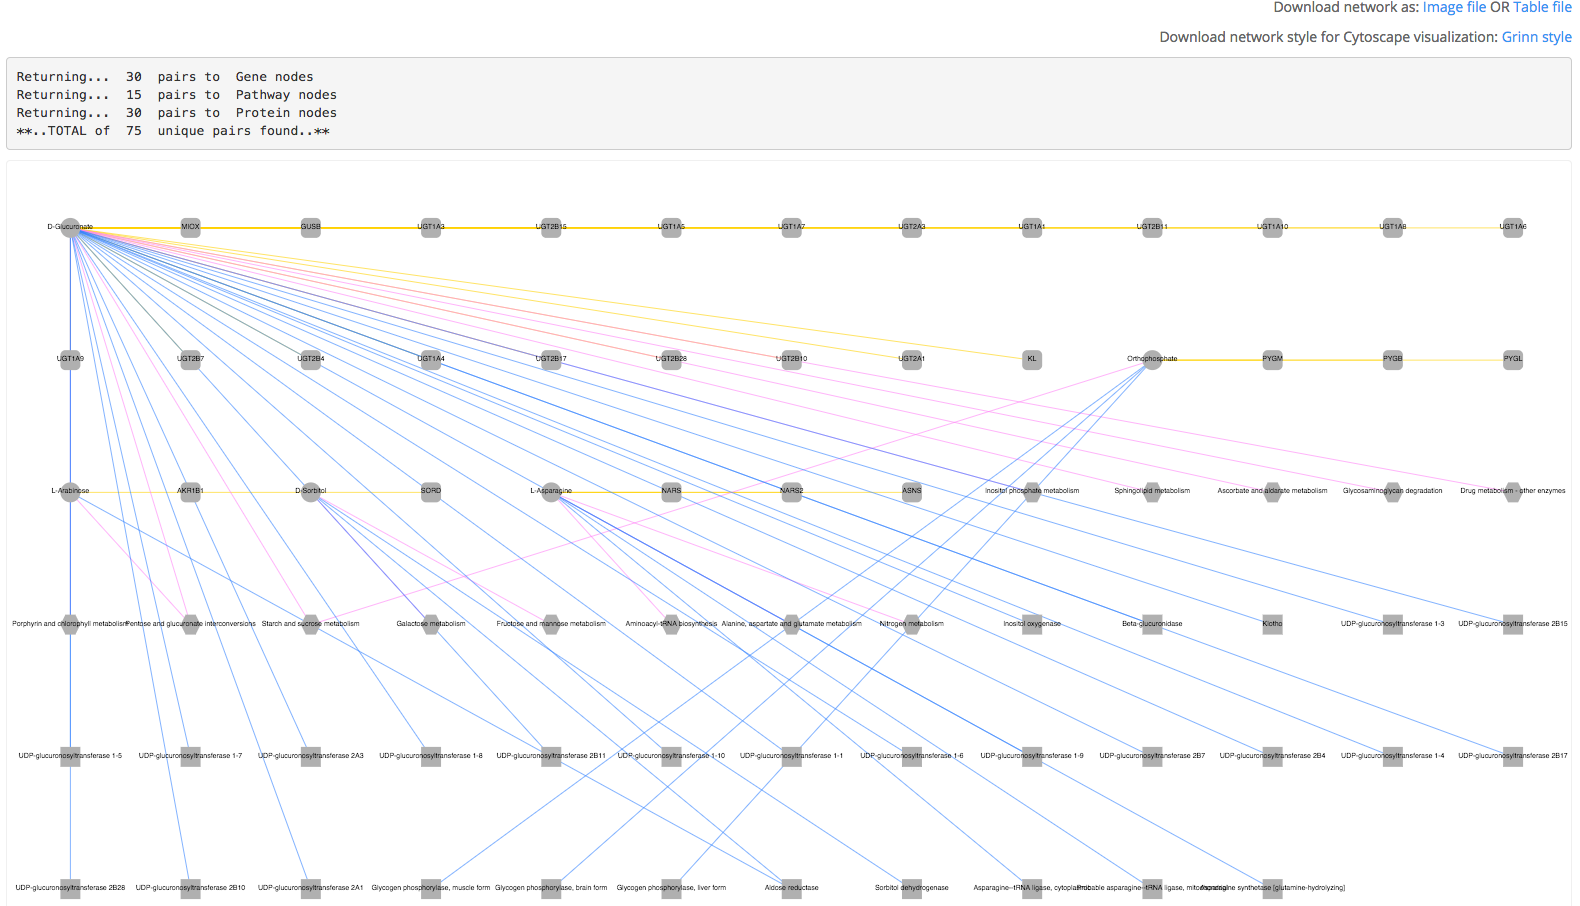 Download network as: Image file OR Table file
Download network style for Cytoscape visualization: Grinn style
Returning...  30  pairs to  Gene nodes
Returning...  15  pairs to  Pathway nodes
Returning...  30  pairs to  Protein nodes
**..TOTAL of  75  unique pairs found..**
D-Glucuronate MIOX GUSB UGT1A3 UGT2B15 UGT1A5 UGT1A7 UGT2A3 UGT1A1 UGT2B11 UGT1A10 UGT1A8 UGT1A6
UGT1A9 UGT2B7 UGT2B4 UGT1A4 UGT2B17 UGT2B28 UGT2B10 UGT2A1 KL Orthophosphate PYGM PYGB PYGL
L-Arabinose AKR1B1 D-Sorbitol SORD L-Asparagine NARS NARS2 ASNS Inositol phosphate metabolism Sphingolipid metabolism Ascorbate and aldarate metabolism Glycosaminoglycan degradation Drug metabolism - other enzymes
Porphyrin and chlorophyll metabolism Pentose and glucuronate interconversions Starch and sucrose metabolism Galactose metabolism Fructose and mannose metabolism Aminoacyl-tRNA biosynthesis Alanine, aspartate and glutamate metabolism Nitrogen metabolism Inositol oxygenase Beta-glucuronidase Klotho UDP-glucuronosyltransferase 1-3 UDP-glucuronosyltransferase 2B15
UDP-glucuronosyltransferase 1-5 UDP-glucuronosyltransferase 1-7 UDP-glucuronosyltransferase 2A3 UDP-glucuronosyltransferase 1-8 UDP-glucuronosyltransferase 2B11 UDP-glucuronosyltransferase 1-10 UDP-glucuronosyltransferase 1-1 UDP-glucuronosyltransferase 1-6 UDP-glucuronosyltransferase 1-9 UDP-glucuronosyltransferase 2B7 UDP-glucuronosyltransferase 2B4 UDP-glucuronosyltransferase 1-4 UDP-glucuronosyltransferase 2B17
UDP-glucuronosyltransferase 2B28 UDP-glucuronosyltransferase 2B10 UDP-glucuronosyltransferase 2A1 Glycogen phosphorylase, muscle form Glycogen phosphorylase, brain form Glycogen phosphorylase, liver form Aldose reductase Sorbitol dehydrogenase Asparagine--tRNA ligase, cytoplasmic Probable asparagine--tRNA ligase, mitochondrial Asparagine synthetase [glutamine-hydrolyzing]